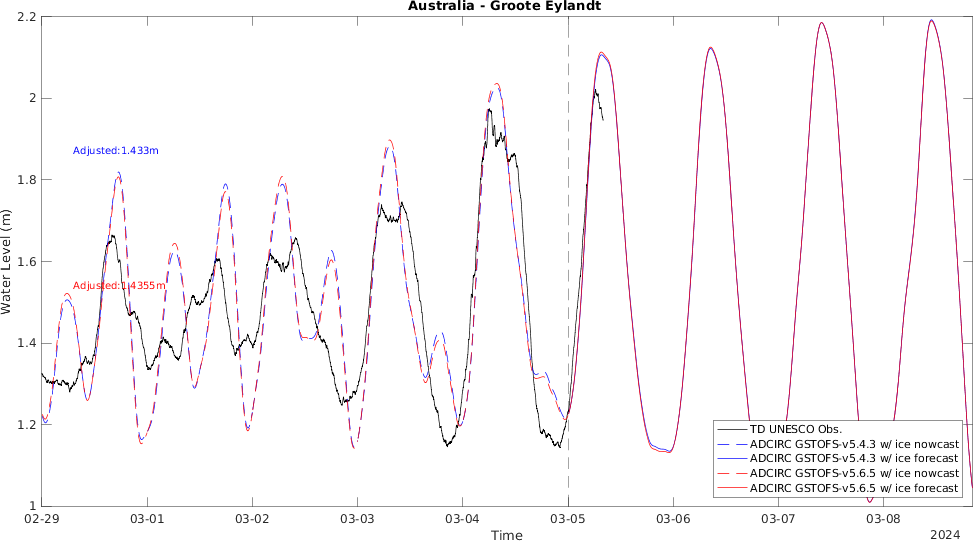 Australia - Groote Eylandt
2.2
2
1.8
1.6
1.4
1.2
1
Water Level (m)
Adjusted:1.433m
Adjusted:1.4355m
TD UNESCO Obs.
ADCIRC GSTOFS-v5.4.3 w/ ice nowcast
ADCIRC GSTOFS-v5.4.3 w/ ice forecast
ADCIRC GSTOFS-v5.6.5 w/ ice nowcast
ADCIRC GSTOFS-v5.6.5 w/ ice forecast
02-29 03-01 03-02 03-03 03-04 03-05 03-06 03-07 03-08
Time
2024